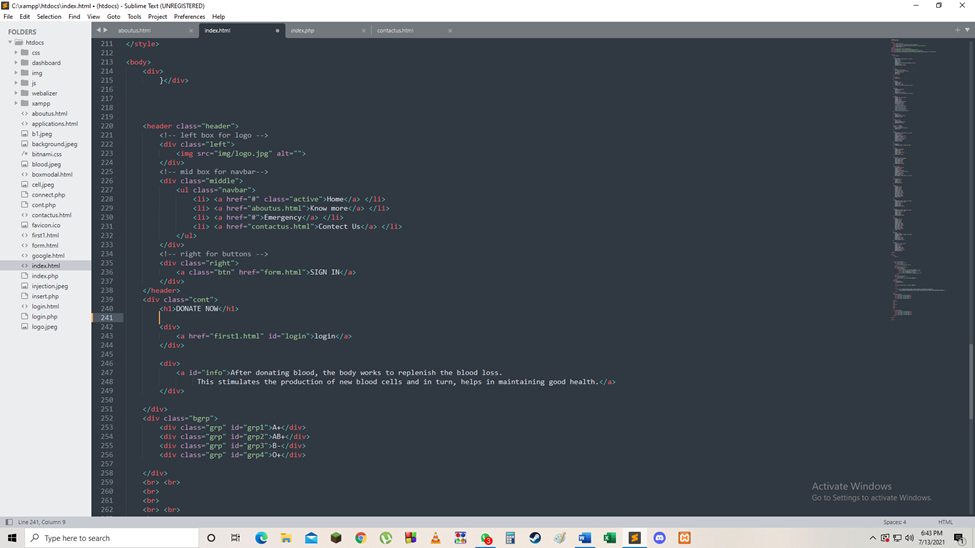 C:\xampp\htdocs\index.html • (htdocs) - Sublime Text (UNREGISTERED)
File Edit Selection Find View Goto Tools Project Preferences Help
FOLDERS
htdocs
css
dashboard
img
js
webalizer
xampp
aboutus.html
applications.html
b1.jpeg
background.jpeg
bitnami.css
blood.jpeg
boxmodal.html
cell.jpeg
connect.php
cont.php
contactus.html
favicon.ico
first1.html
form.html
google.html
index.html
index.php
injection.jpeg
insert.php
login.html
login.php
logo.jpeg
aboutus.html × index.html • index.php × contactus.html ×
211 </style>
212
213 <body>
214 <div>
215 }</div>
216
217
218
219
220 <header class="header">
221 <!-- left box for logo -->
222 <div class="left">
223 <img src="img/logo.jpg" alt="">
224 </div>
225 <!-- mid box for navbar-->
226 <div class="middle">
227 <ul class="navbar">
228 <li> <a href="#" class="active">Home</a> </li>
229 <li> <a href="aboutus.html">Know more</a> </li>
230 <li> <a href="#">Emergency</a> </li>
231 <li> <a href="contactus.html">Contect Us</a> </li>
232 </ul>
233 </div>
234 <!-- right for buttons -->
235 <div class="right">
236 <a class="btn" href="form.html">SIGN IN</a>
237 </div>
238 </header>
239 <div class="cont">
240 <h1>DONATE NOW</h1>
241
242 <div>
243 <a href="first1.html" id="login">login</a>
244 </div>
245
246 <div>
247 <a id="info">After donating blood, the body works to replenish the blood loss.
248 This stimulates the production of new blood cells and in turn, helps in maintaining good health.</a>
249 </div>
250
251 </div>
252 <div class="bgrp">
253 <div class="grp" id="grp1">A+</div>
254 <div class="grp" id="grp2">AB+</div>
255 <div class="grp" id="grp3">B-</div>
256 <div class="grp" id="grp4">O+</div>
257
258 </div>
259 <br> <br>
260 <br>
261 <br>
262 <br> <br>
Activate Windows
Go to Settings to activate Windows.
Line 241, Column 9 Spaces: 4 HTML
Type here to search
6:43 PM
7/13/2021